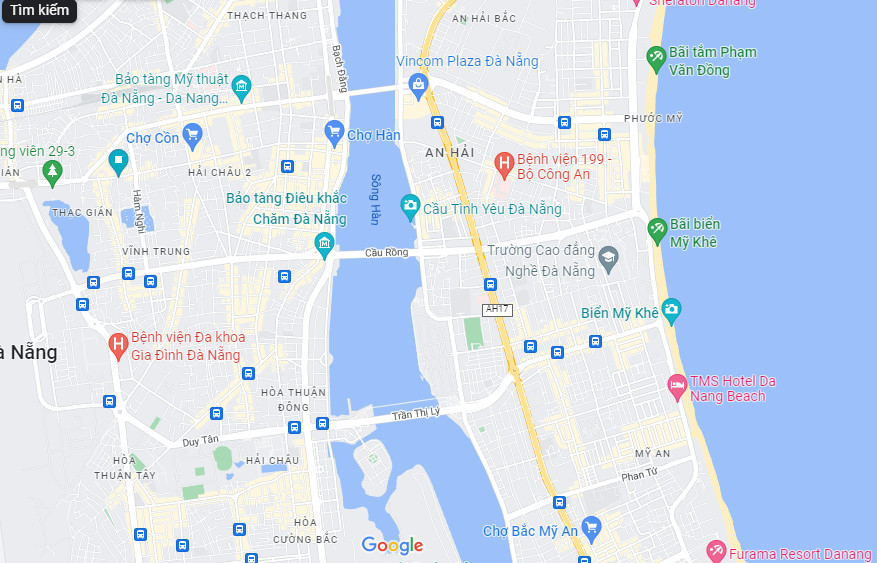 Tìm kiếm
Sheraton Danang
THẠCH THANG
AN HẢI BẮC
Bạch Đằng
Bãi tắm Phạm
Văn Đồng
Vincom Plaza Đà Nẵng
Bảo tàng Mỹ thuật
Đà Nẵng - Da Nang...
PHƯỚC MỸ
Chợ Cồn
Chợ Hàn
AN HẢI
Bệnh viện 199 -
Bộ Công An
29-3
HẢI CHÂU 2
Sông Hàn
Hàm Nghi
THẠC GIÁN
Bảo tàng Điêu khắc
Chăm Đà Nẵng
Cầu Tình Yêu Đà Nẵng
Bãi biển
Mỹ Khê
VĨNH TRUNG
Cầu Rồng
Trường Cao đẳng
Nghề Đà Nẵng
AH17
Biển Mỹ Khê
Bệnh viện Đa khoa
Gia Đình Đà Nẵng
Nẵng
TMS Hotel Da
Nang Beach
HÒA THUẬN
ĐÔNG
Trần Thị Lý
Duy Tân
HÒA
THUẬN TÂY
HẢI CHÂU
MỸ AN
Phan Tứ
HÒA
CƯỜNG BẮC
Chợ Bắc Mỹ An
Google
Furama Resort Danang